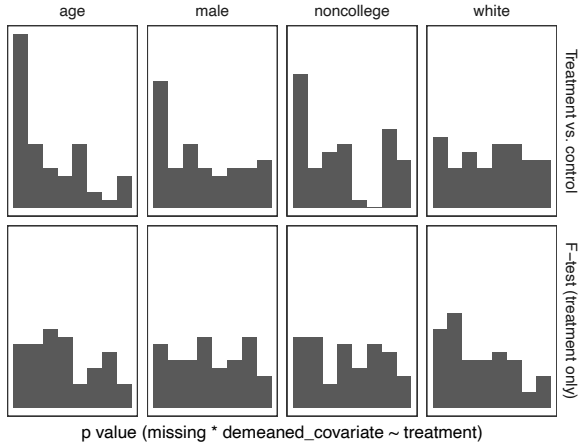 age
male
noncollege
white
Treatment vs. control
F−test (treatment only)
p value (missing * demeaned_covariate ~ treatment)